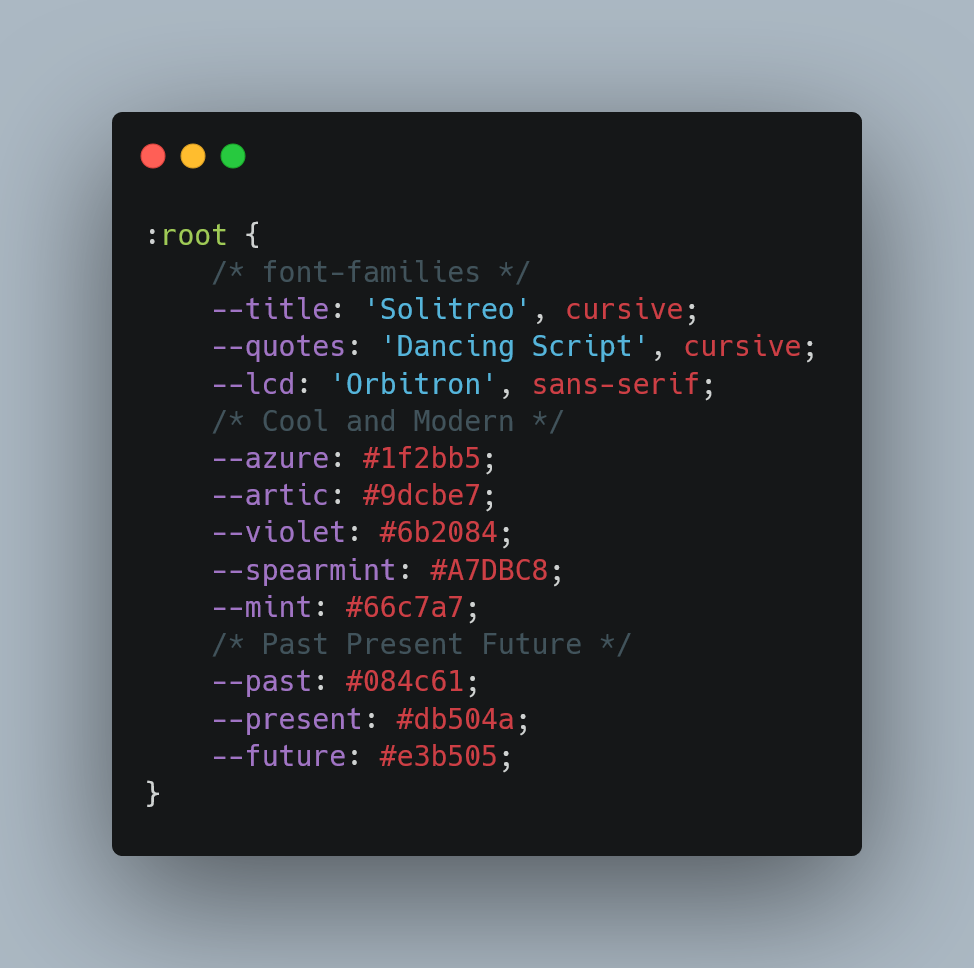 :root {
    /* font-families */
    --title: 'Solitreo', cursive;
    --quotes: 'Dancing Script', cursive;
    --lcd: 'Orbitron', sans-serif;
    /* Cool and Modern */
    --azure: #1f2bb5;
    --artic: #9dcbe7;
    --violet: #6b2084;
    --spearmint: #A7DBC8;
    --mint: #66c7a7;
    /* Past Present Future */
    --past: #084c61;
    --present: #db504a;
    --future: #e3b505;
}